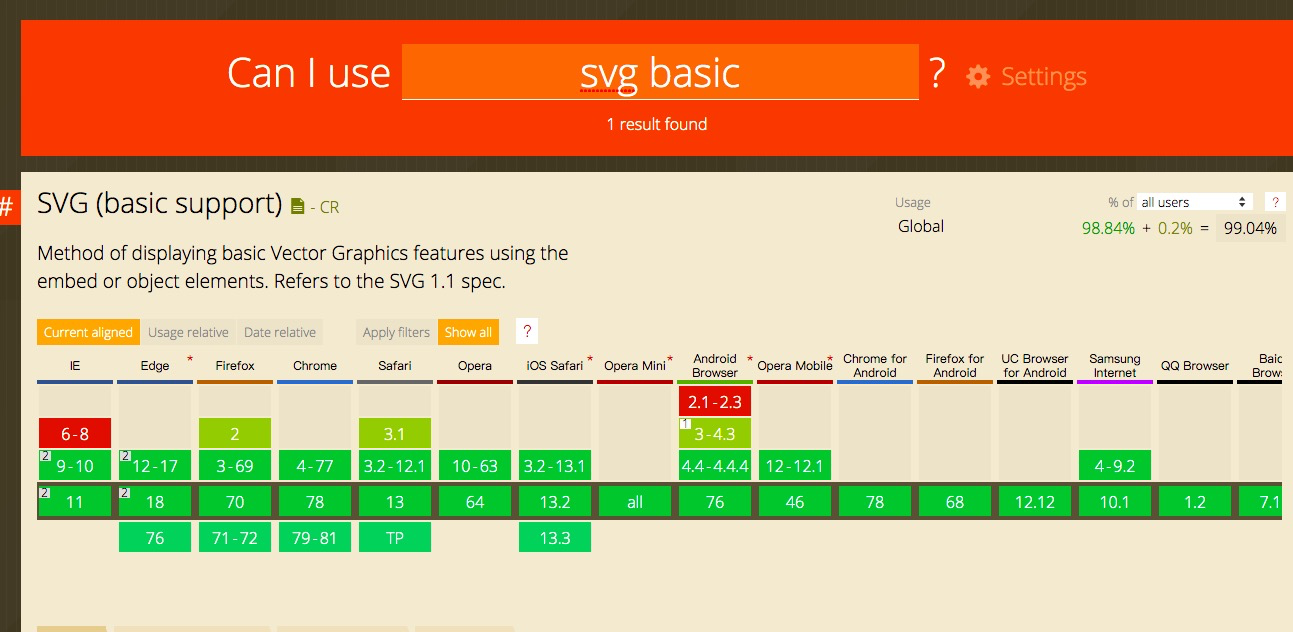 Can I use svg basic ? Settings
1 result found
#
SVG (basic support) - CR
Usage % of all users ?
Global 98.84% + 0.2% = 99.04%
Method of displaying basic Vector Graphics features using the
embed or object elements. Refers to the SVG 1.1 spec.
Current aligned Usage relative Date relative Apply filters Show all ?
IE Edge * Firefox Chrome Safari Opera iOS Safari * Opera Mini * Android Browser * Opera Mobile * Chrome for Android Firefox for Android UC Browser for Android Samsung Internet QQ Browser
2.1-2.3
6-8 2 3.1 1 3-4.3
2 9-10 2 12-17 3-69 4-77 3.2-12.1 10-63 3.2-13.1 4.4-4.4.4 12-12.1 4-9.2
2 11 2 18 70 78 13 64 13.2 all 76 46 78 68 12.12 10.1 1.2 7.1
76 71-72 79-81 TP 13.3